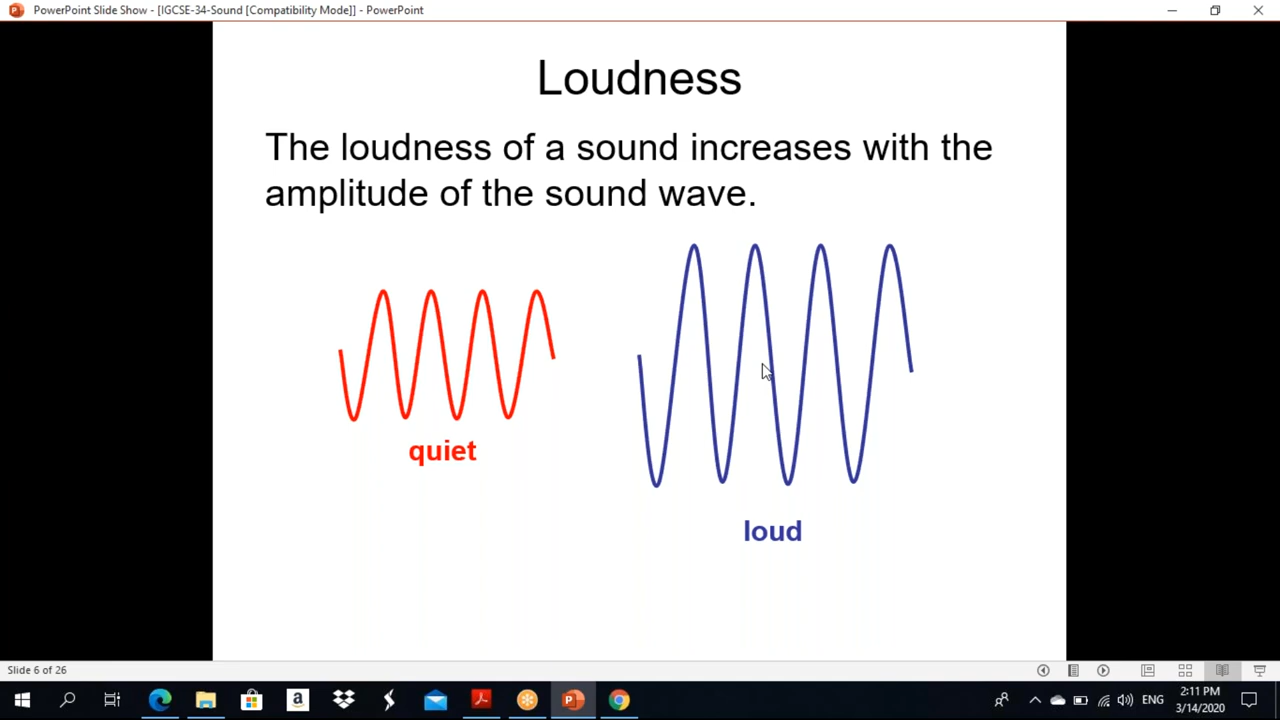 PowerPoint Slide Show - [IGCSE-34-Sound [Compatibility Mode]] - PowerPoint
Loudness
The loudness of a sound increases with the
amplitude of the sound wave.
quiet
loud
Slide 6 of 26
ENG
2:11 PM
3/14/2020